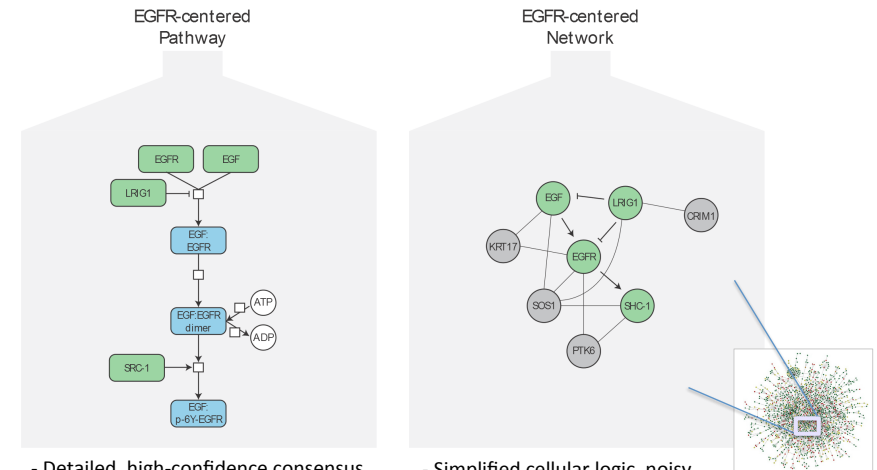 EGFR-centered
Pathway
EGFR
EGF
LRIG1
EGF:
EGFR
EGF:EGFR
dimer
ATP
ADP
SRC-1
EGF:
p-6Y-EGFR
- Detailed, high-confidence consensus
EGFR-centered
Network
EGF
LRIG1
CRIM1
KRT17
EGFR
SOS1
SHC-1
PTK6
- Simplified cellular logic, noisy